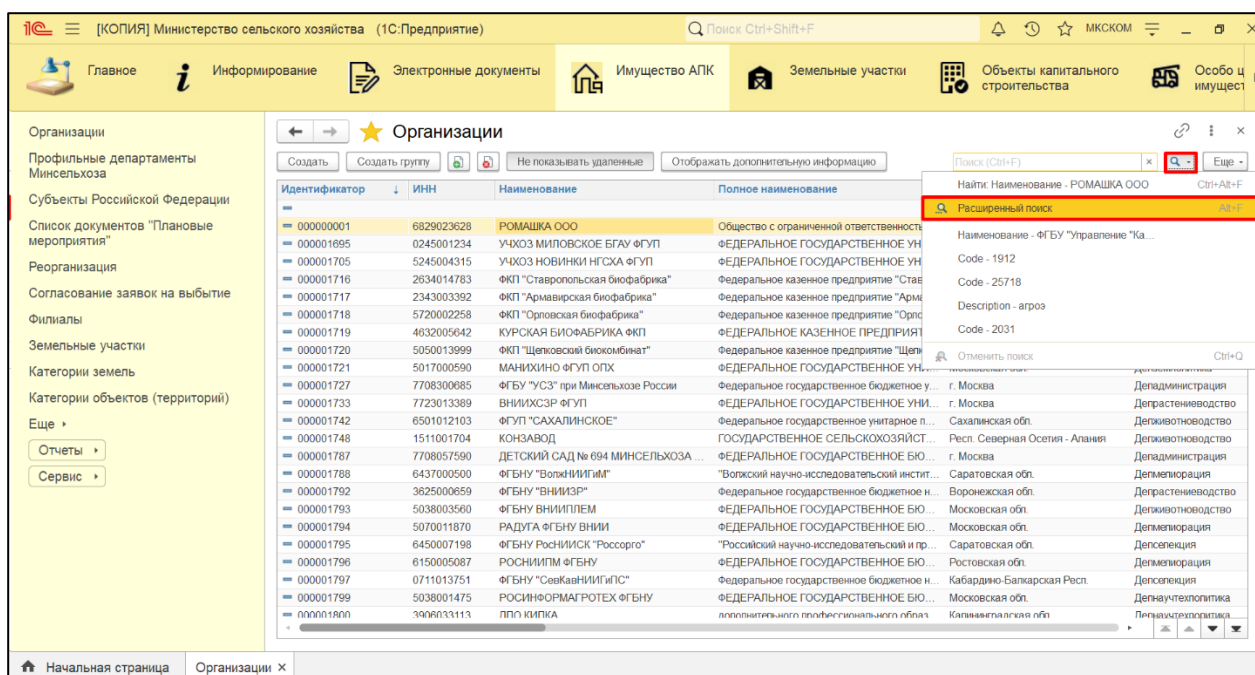 [КОПИЯ] Министерство сельского хозяйства (1С:Предприятие) Поиск Ctrl+Shift+F МКСКОМ
Главное Информирование Электронные документы Имущество АПК Земельные участки Объекты капитального строительства Особо ц имущест
Организации
Профильные департаменты
Минсельхоза
Субъекты Российской Федерации
Список документов "Плановые
мероприятия"
Реорганизация
Согласование заявок на выбытие
Филиалы
Земельные участки
Категории земель
Категории объектов (территорий)
Еще
Отчеты
Сервис
Организации
Создать Создать группу Не показывать удаленные Отображать дополнительную информацию Поиск (Ctrl+F) × Еще
Идентификатор ↓ ИНН Наименование Полное наименование
000000001 6829023628 РОМАШКА ООО Общество с ограниченной ответственность
000001695 0245001234 УЧХОЗ МИЛОВСКОЕ БГАУ ФГУП ФЕДЕРАЛЬНОЕ ГОСУДАРСТВЕННОЕ УН
000001705 5245004315 УЧХОЗ НОВИНКИ НГСХА ФГУП ФЕДЕРАЛЬНОЕ ГОСУДАРСТВЕННОЕ УН
000001716 2634014783 ФКП "Ставропольская биофабрика" Федеральное казенное предприятие "Став
000001717 2343003392 ФКП "Армавирская биофабрика" Федеральное казенное предприятие "Арма
000001718 5720002258 ФКП "Орловская биофабрика" Федеральное казенное предприятие "Орло
000001719 4632005642 КУРСКАЯ БИОФАБРИКА ФКП ФЕДЕРАЛЬНОЕ КАЗЕННОЕ ПРЕДПРИЯТ
000001720 5050013999 ФКП "Щелковский биокомбинат" Федеральное казенное предприятие "Щелк
000001721 5017000590 МАНИХИНО ФГУП ОПХ ФЕДЕРАЛЬНОЕ ГОСУДАРСТВЕННОЕ УНИ...
000001727 7708300685 ФГБУ "УСЗ" при Минсельхозе России Федеральное государственное бюджетное у... г. Москва Депадминистрация
000001733 7723013389 ВНИИХСЗР ФГУП ФЕДЕРАЛЬНОЕ ГОСУДАРСТВЕННОЕ УНИ... г. Москва Депрастениеводство
000001742 6501012103 ФГУП "САХАЛИНСКОЕ" Федеральное государственное унитарное п... Сахалинская обл. Депживотноводство
000001748 1511001704 КОНЗАВОД ГОСУДАРСТВЕННОЕ СЕЛЬСКОХОЗЯЙСТ... Респ. Северная Осетия - Алания Депживотноводство
000001787 7708057590 ДЕТСКИЙ САД № 694 МИНСЕЛЬХОЗА ... ФЕДЕРАЛЬНОЕ ГОСУДАРСТВЕННОЕ БЮ... г. Москва Депадминистрация
000001788 6437000500 ФГБНУ "ВолжНИИГиМ" "Волжский научно-исследовательский инстит... Саратовская обл. Депмелиорация
000001792 3625000659 ФГБНУ "ВНИИЗР" Федеральное государственное бюджетное н... Воронежская обл. Депрастениеводство
000001793 5038003560 ФГБНУ ВНИИПЛЕМ ФЕДЕРАЛЬНОЕ ГОСУДАРСТВЕННОЕ БЮ... Московская обл. Депживотноводство
000001794 5070011870 РАДУГА ФГБНУ ВНИИ ФЕДЕРАЛЬНОЕ ГОСУДАРСТВЕННОЕ БЮ... Московская обл. Депмелиорация
000001795 6450007198 ФГБНУ РосНИИСК "Россорго" "Российский научно-исследовательский и пр... Саратовская обл. Депселекция
000001796 6150005087 РОСНИИПМ ФГБНУ ФЕДЕРАЛЬНОЕ ГОСУДАРСТВЕННОЕ БЮ... Ростовская обл. Депмелиорация
000001797 0711013751 ФГБНУ "СевКавНИИГиПС" Федеральное государственное бюджетное н... Кабардино-Балкарская Респ. Депселекция
000001799 5038001475 РОСИНФОРМАГРОТЕХ ФГБНУ ФЕДЕРАЛЬНОЕ ГОСУДАРСТВЕННОЕ БЮ... Московская обл. Депнаучтехполитика
000001800 3906033113 ДПО КИПКА дополнительного профессионального образ... Калининградская обл. Депнаучтехполитика
Найти: Наименование - РОМАШКА ООО Ctrl+Alt+F
Расширенный поиск Alt+F
Наименование - ФГБУ "Управление "Ка...
Code - 1912
Code - 25718
Description - агроэ
Code - 2031
Отменить поиск Ctrl+Q
Начальная страница Организации ×